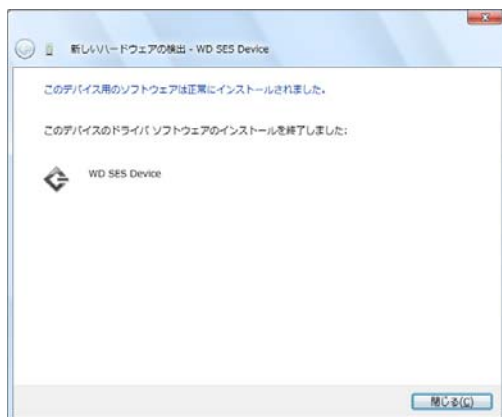 新しいハードウェアの検出 - WD SES Device
このデバイス用のソフトウェアは正常にインストールされました。
このデバイスのドライバ ソフトウェアのインストールを終了しました:
WD SES Device
閉じる(C)